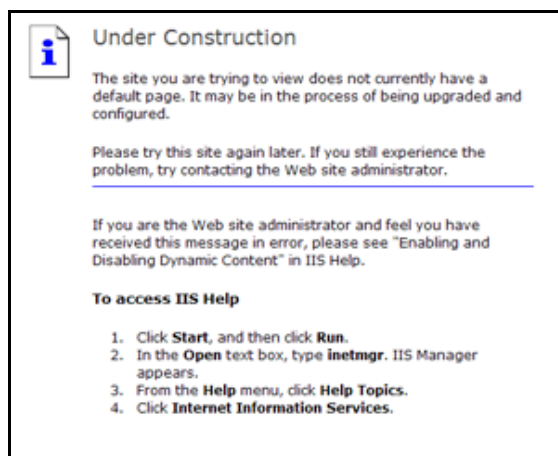 Under Construction
The site you are trying to view does not currently have a
default page. It may be in the process of being upgraded and
configured.
Please try this site again later. If you still experience the
problem, try contacting the Web site administrator.
If you are the Web site administrator and feel you have
received this message in error, please see "Enabling and
Disabling Dynamic Content" in IIS Help.
To access IIS Help
1. Click Start, and then click Run.
2. In the Open text box, type inetmgr. IIS Manager
appears.
3. From the Help menu, click Help Topics.
4. Click Internet Information Services.